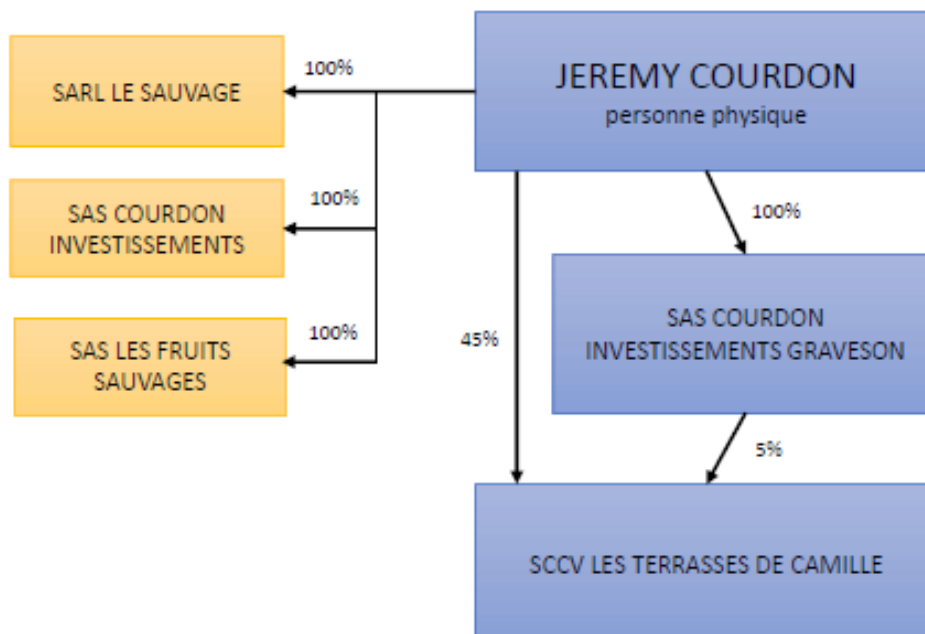 JEREMY COURDON
personne physique
100%
SARL LE SAUVAGE
100%
SAS COURDON
INVESTISSEMENTS
100%
SAS LES FRUITS
SAUVAGES
100%
SAS COURDON
INVESTISSEMENTS GRAVESON
45%
5%
SCCV LES TERRASSES DE CAMILLE